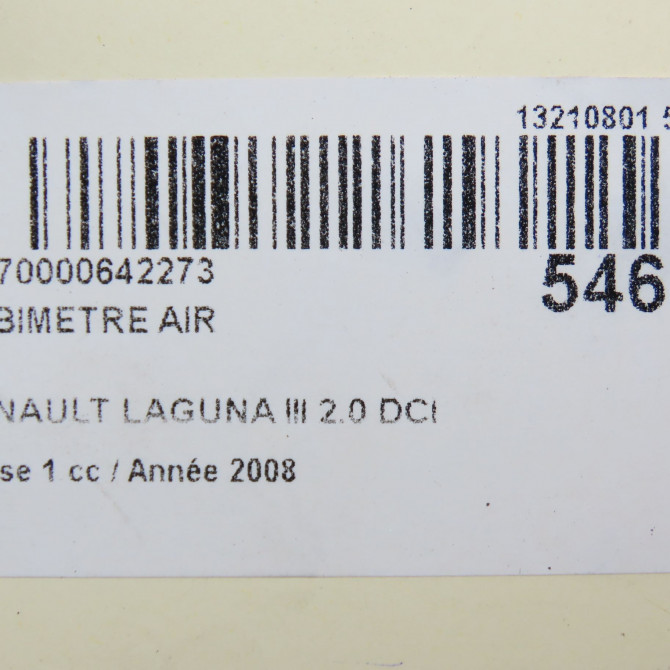 13210801 5
70000642273
546
BIMETRE AIR
NAULT LAGUNA III 2.0 DCI
se 1 cc / Année 2008